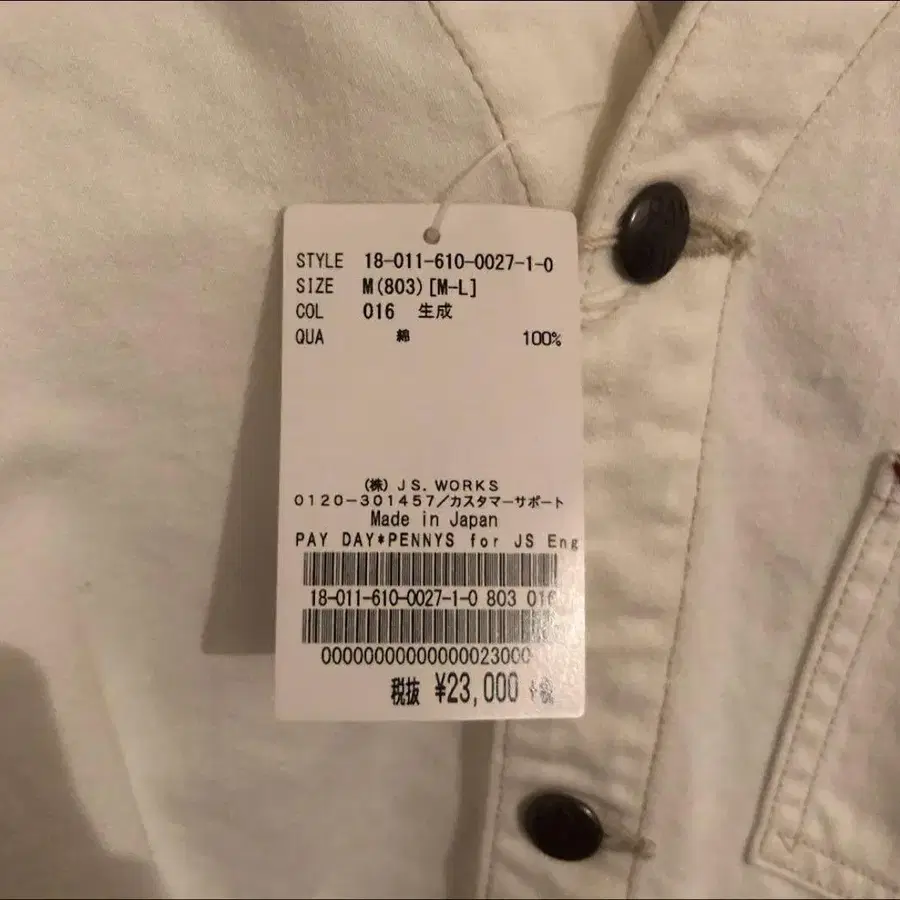 STYLE 18-011-610-0027-1-0
SIZE M(803)[M-L]
COL 016 生成
QUA 綿 100%
(株)JS.WORKS
0120-301457/カスタマーサポート
Made in Japan
PAY DAY*PENNYS for JS Eng
18-011-610-0027-1-0 803 016
00000000000000023000
税抜 ¥23,000 +税